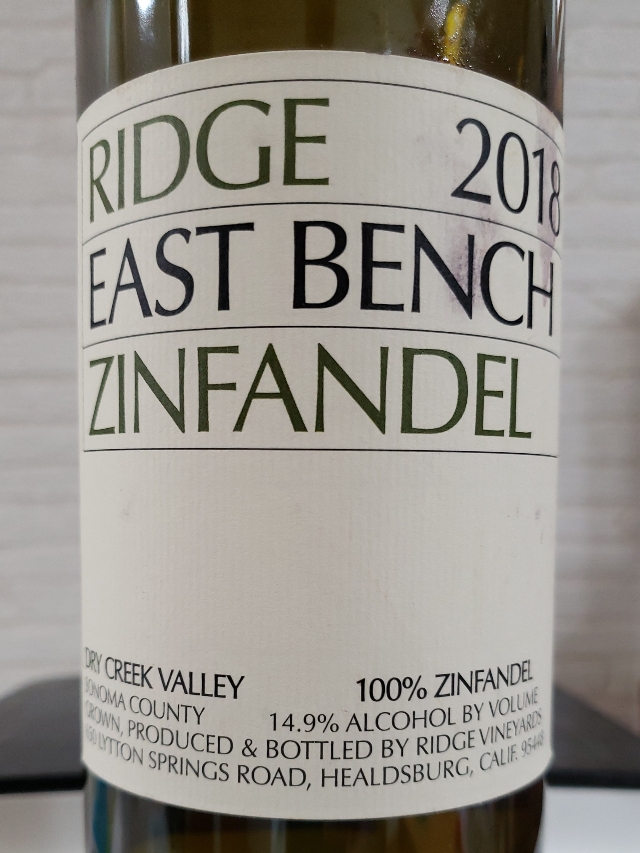 RIDGE 2018
EAST BENCH
ZINFANDEL
DRY CREEK VALLEY 100% ZINFANDEL
SONOMA COUNTY 14.9% ALCOHOL BY VOLUME
GROWN, PRODUCED & BOTTLED BY RIDGE VINEYARDS
LYTTON SPRINGS ROAD, HEALDSBURG, CALIF. 95448